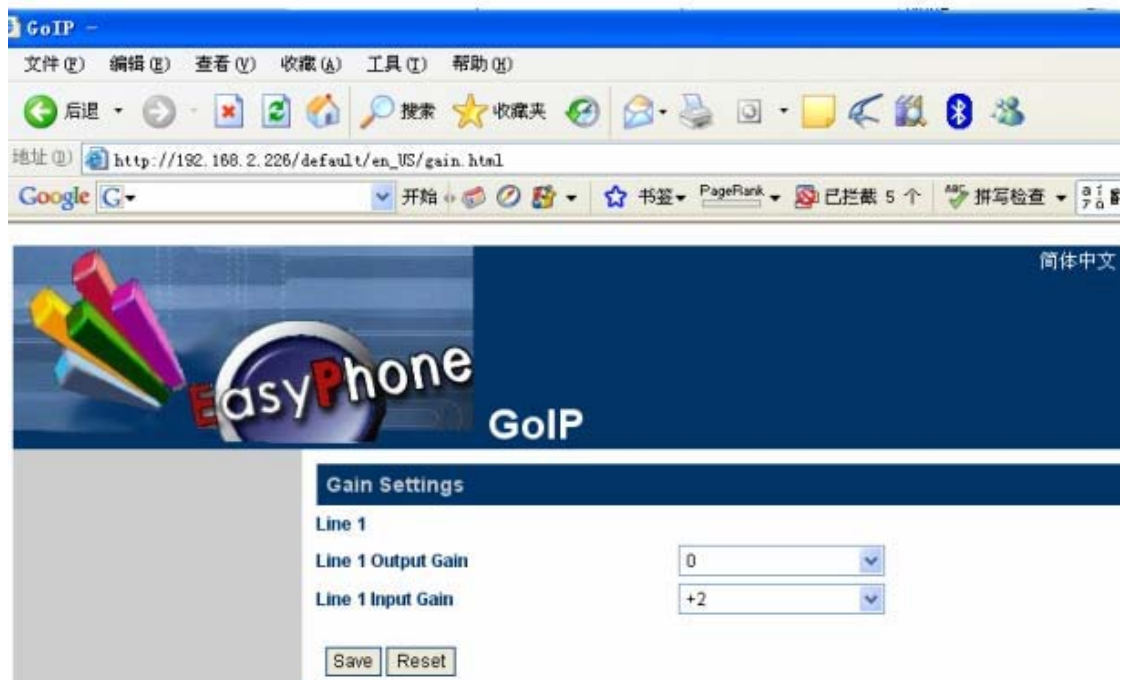 GoIP -
文件(F) 编辑(E) 查看(V) 收藏(A) 工具(T) 帮助(H)
后退 搜索 收藏夹
地址(D) http://192.168.2.226/default/en_US/gain.html
Google G 开始 书签 PageRank 已拦截 5 个 ABC 拼写检查
简体中文
EasyPhone
GoIP
Gain Settings
Line 1
Line 1 Output Gain 0
Line 1 Input Gain +2
Save Reset